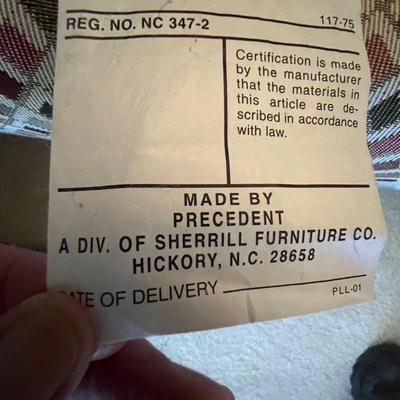 REG. NO. NC 347-2
117-75
Certification is made
by the manufacturer
that the materials in
this article are de-
scribed in accordance
with law.
MADE BY
PRECEDENT
A DIV. OF SHERRILL FURNITURE CO.
HICKORY, N.C. 28658
OF DELIVERY
PLL-01